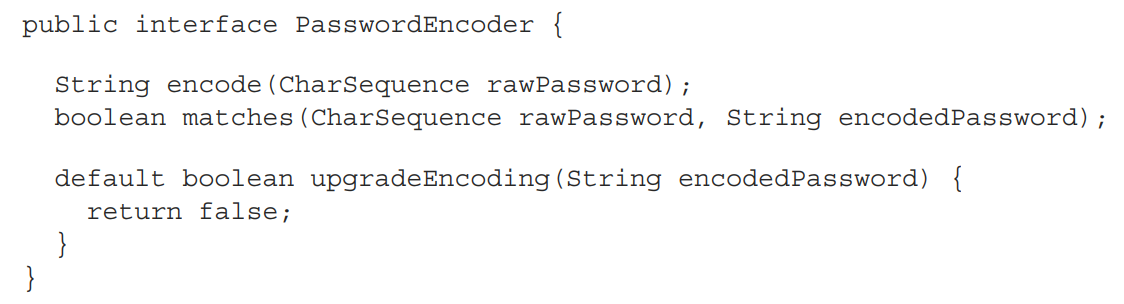 public interface PasswordEncoder {
String encode(CharSequence rawPassword);
boolean matches(CharSequence rawPassword, String encodedPassword);
default boolean upgradeEncoding(String encodedPassword) {
return false;
}
}